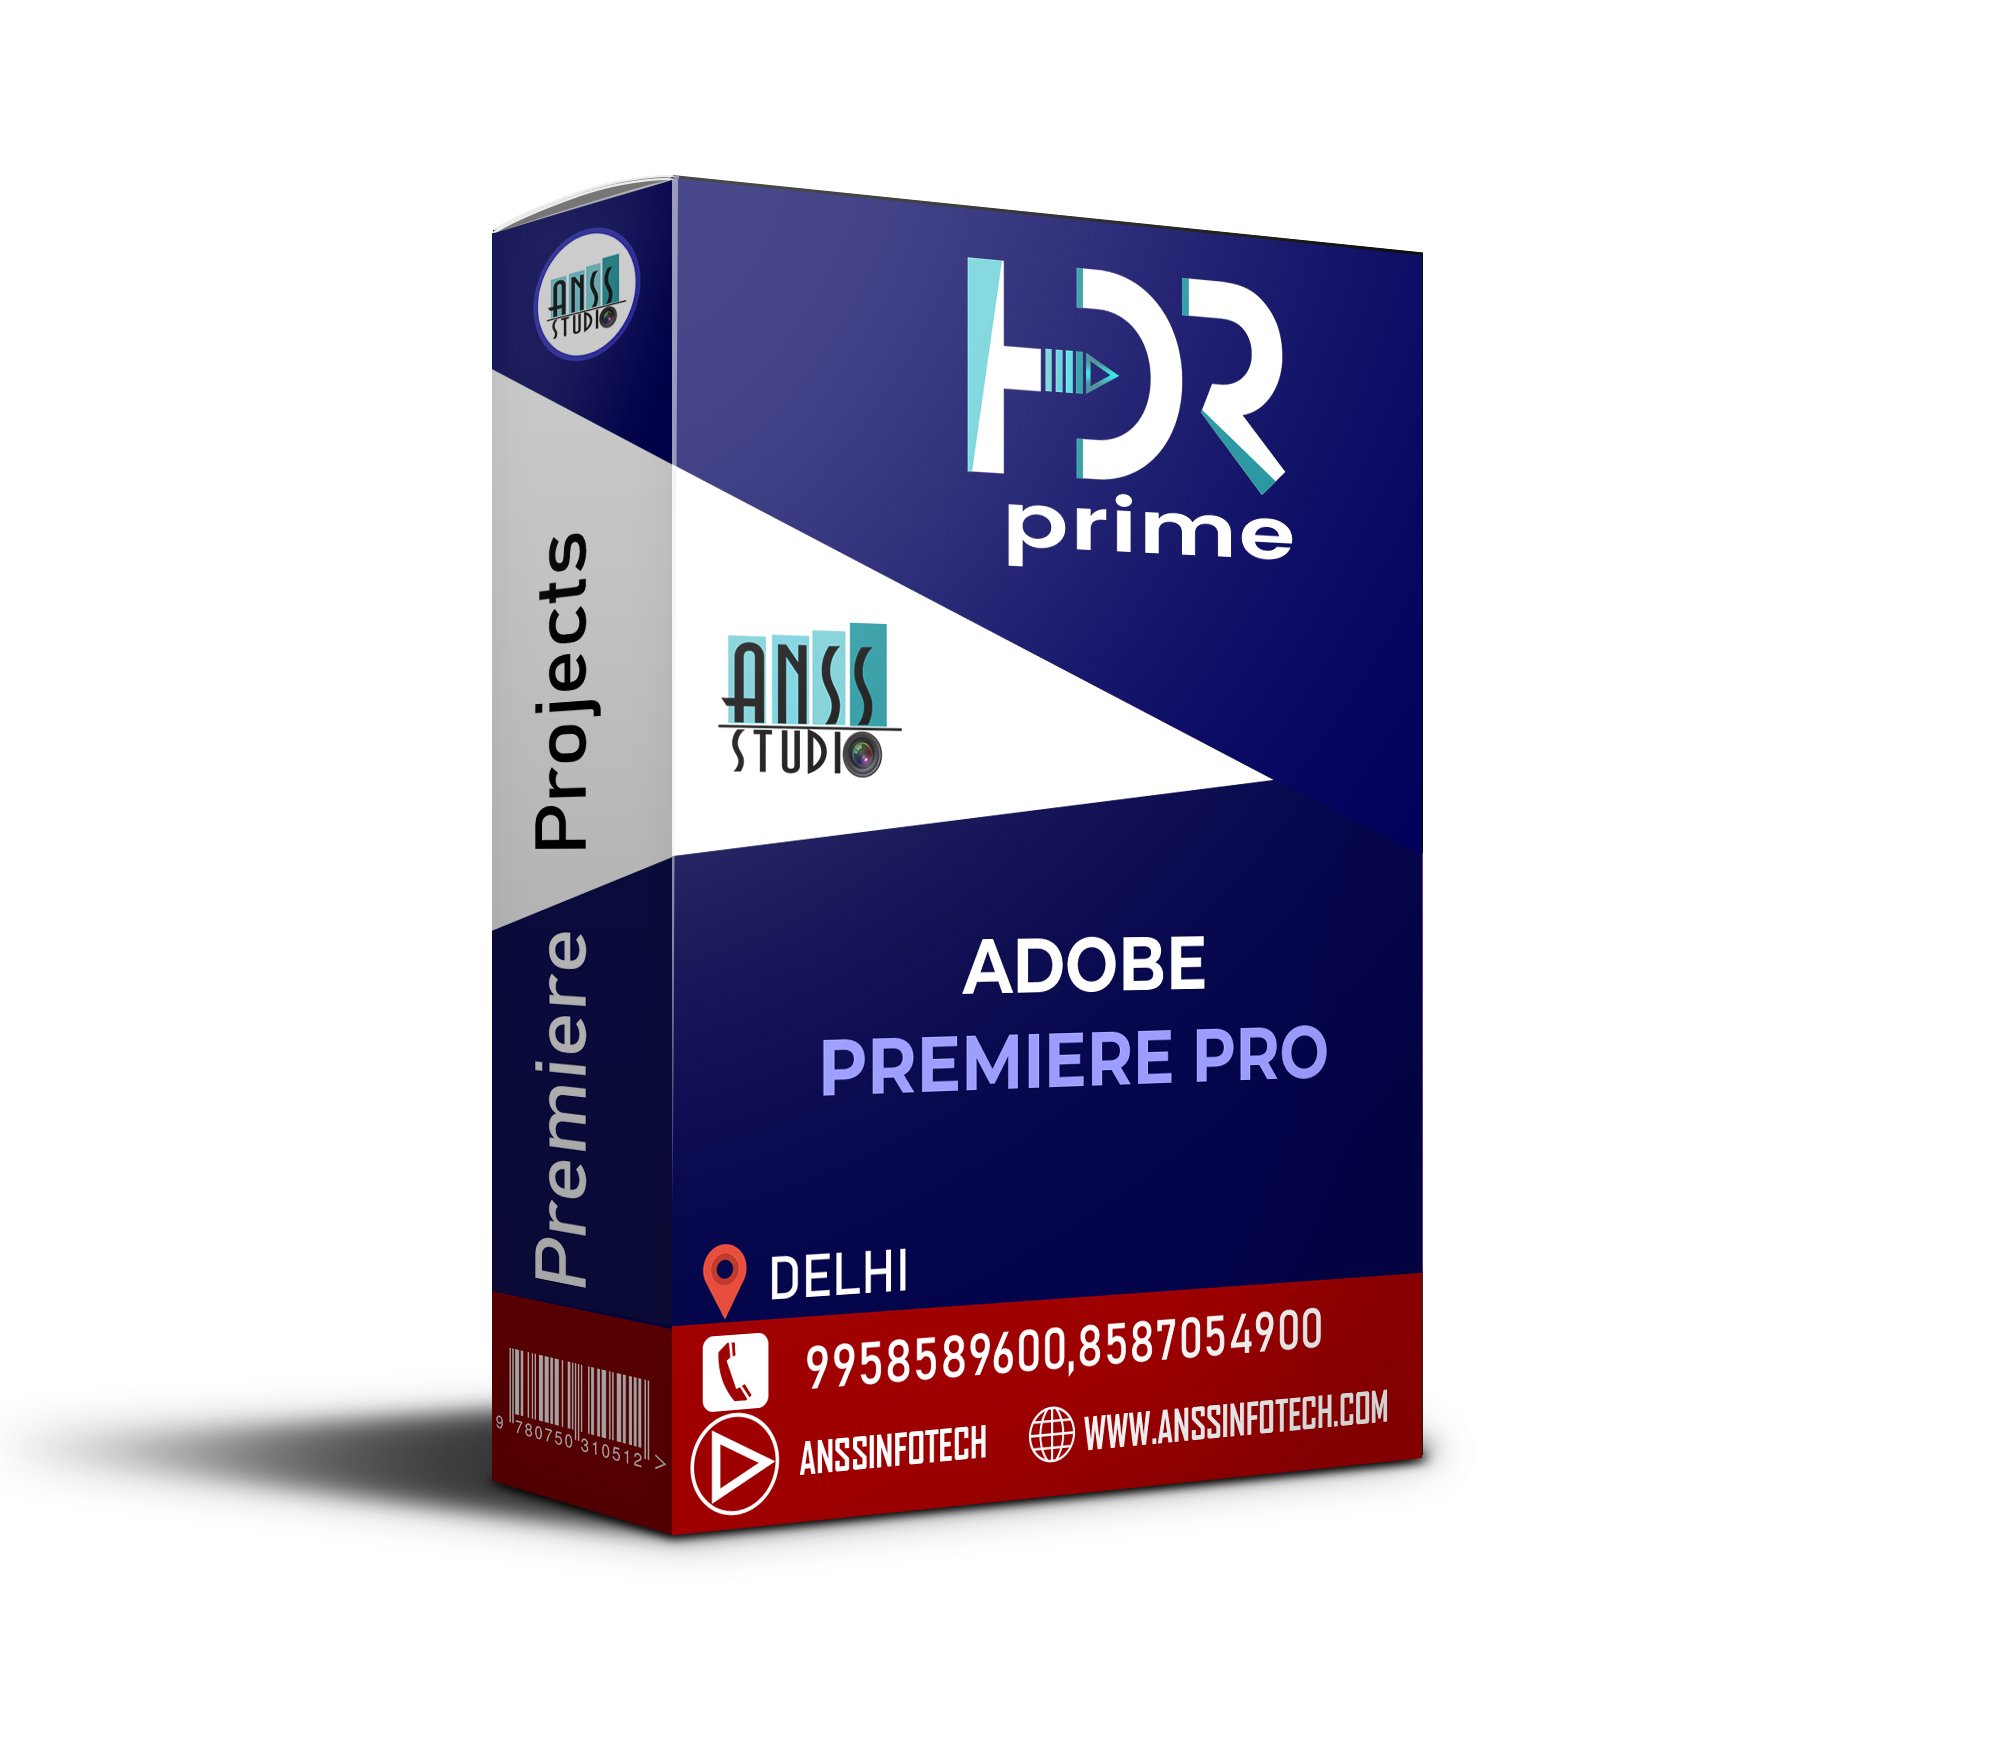 ANSS
STUDIO
Premiere Projects
9 780750 310512 >
HDR
prime
ANSS
STUDIO
ADOBE
PREMIERE PRO
DELHI
9958589600,8587054900
ANSSINFOTECH
WWW.ANSSINFOTECH.COM